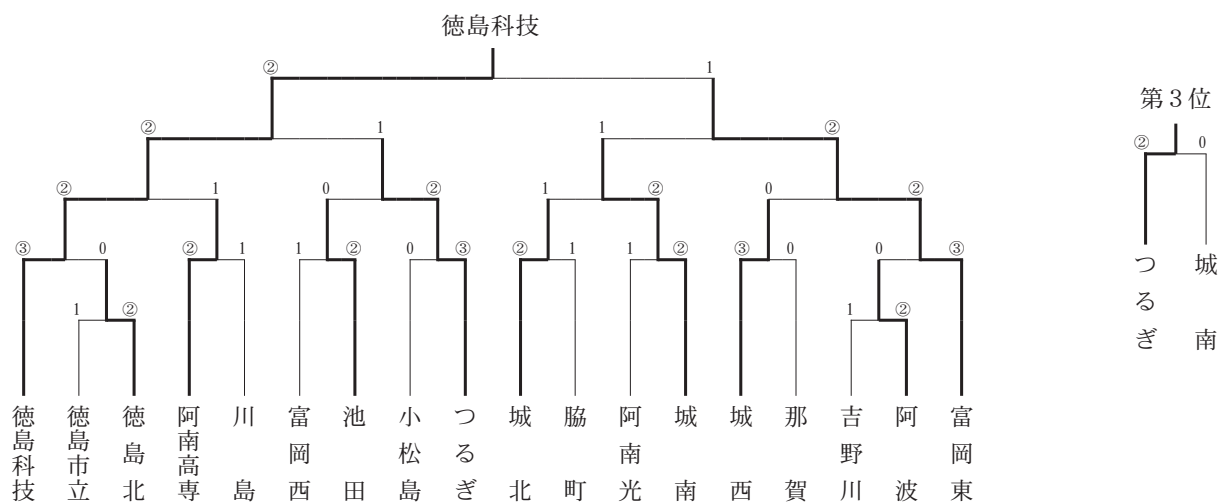 徳島科技
② 1
第3位
② 1 1 ②
② 0
② 1 0 ② 1 ② 0 ②
③ 0 ② 1 1 ② 0 ③ ② 1 1 ② ③ 0 0 ③
1 ② 1 ②
つるぎ
城南
徳島科技
徳島市立
徳島北
阿南高専
川島
富岡西
池田
小松島
つるぎ
城北
脇町
阿南光
城南
城西
那賀
吉野川
阿波
富岡東